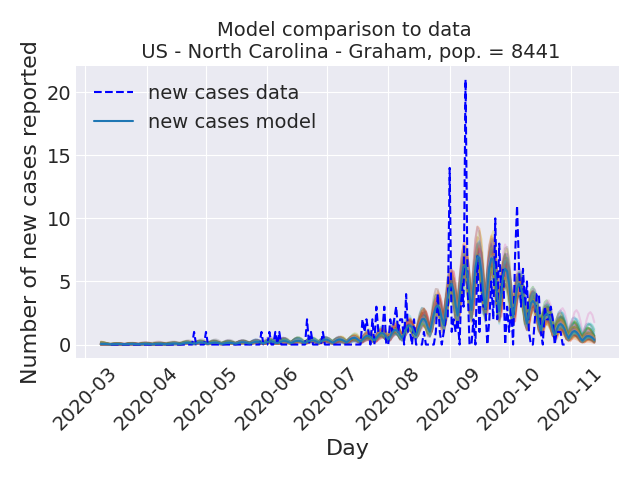 Model comparison to data
US - North Carolina - Graham, pop. = 8441
Number of new cases reported
20
15
10
5
0
new cases data
new cases model
2020-03
2020-04
2020-05
2020-06
2020-07
2020-08
2020-09
2020-10
2020-11
Day